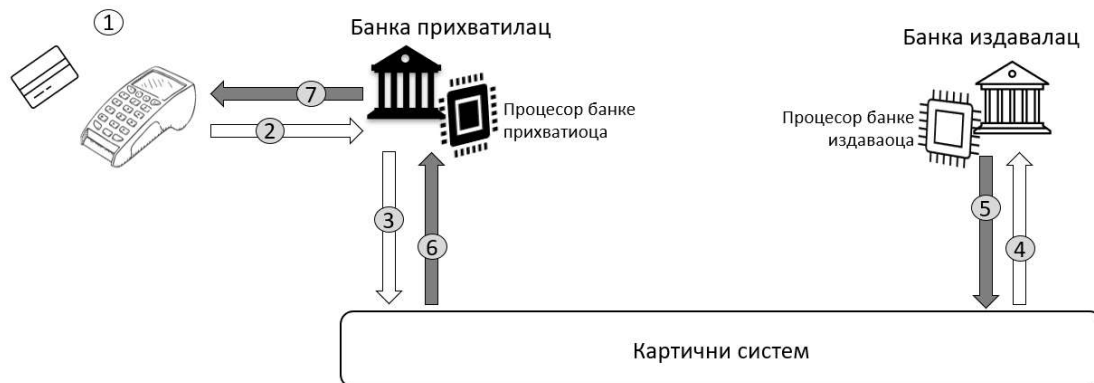 1
Банка прихватилац
Банка издавалац
7
2
Процесор банке
прихватиоца
Процесор банке
издаваоца
3
6
5
4
Картични систем